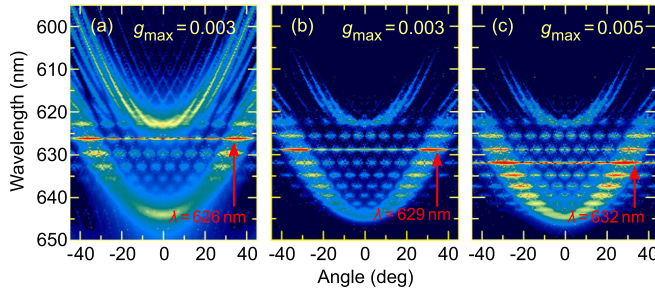 (a) g_max = 0.003
(b) g_max = 0.003
(c) g_max = 0.005
Wavelength (nm)
600
610
620
630
640
650
λ = 626 nm
λ = 629 nm
λ = 632 nm
-40 -20 0 20 40
-40 -20 0 20 40
-40 -20 0 20 40
Angle (deg)